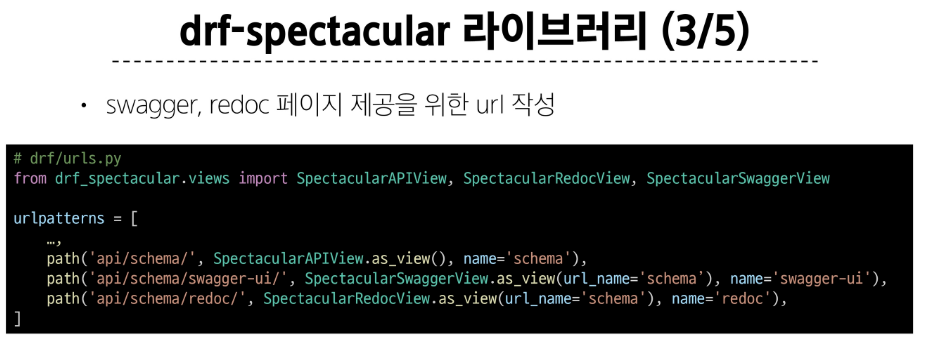 drf-spectacular 라이브러리 (3/5)
• swagger, redoc 페이지 제공을 위한 url 작성
# drf/urls.py
from drf_spectacular.views import SpectacularAPIView, SpectacularRedocView, SpectacularSwaggerView
urlpatterns = [
    …,
    path('api/schema/', SpectacularAPIView.as_view(), name='schema'),
    path('api/schema/swagger-ui/', SpectacularSwaggerView.as_view(url_name='schema’), name='swagger-ui'),
    path('api/schema/redoc/', SpectacularRedocView.as_view(url_name='schema'), name='redoc'),
]